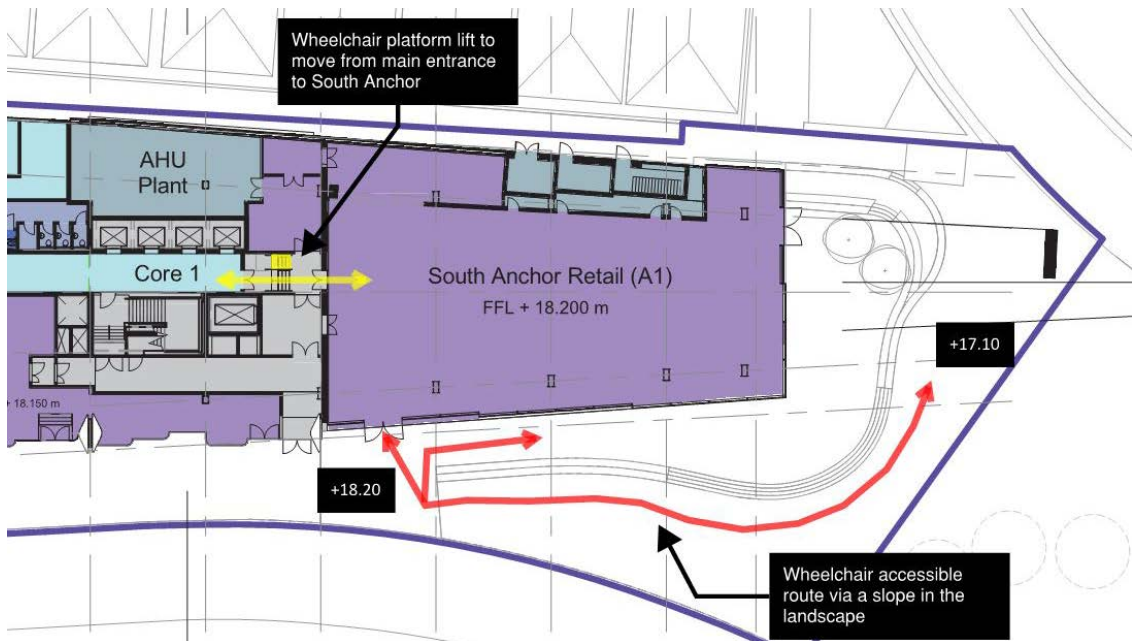 Wheelchair platform lift to
move from main entrance
to South Anchor
AHU
Plant
Core 1
South Anchor Retail (A1)
FFL + 18.200 m
+17.10
+ 18.150 m
+18.20
Wheelchair accessible
route via a slope in the
landscape